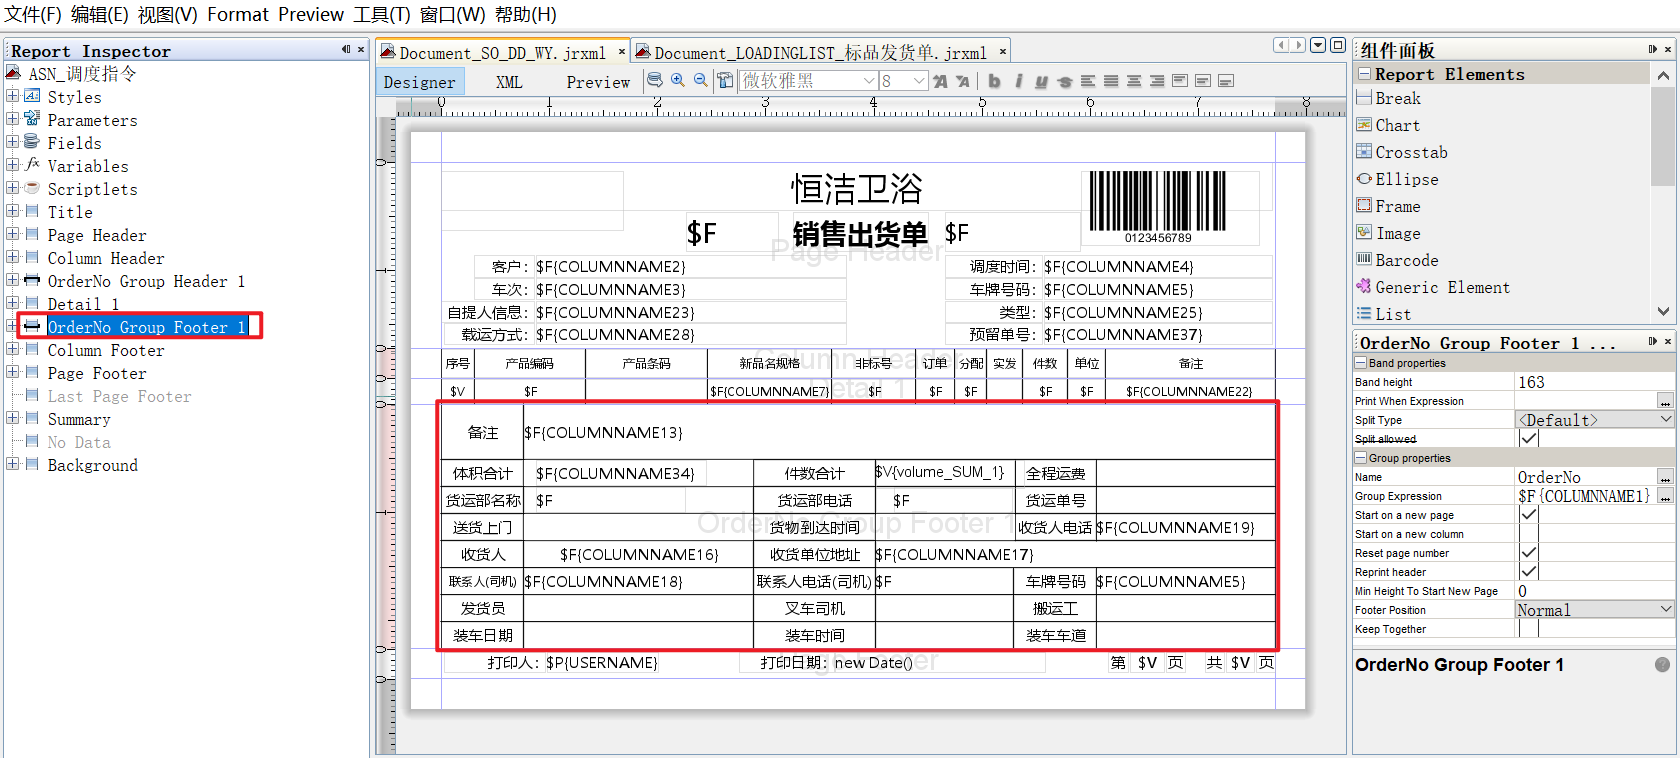 文件(F) 编辑(E) 视图(V) Format Preview 工具(T) 窗口(W) 帮助(H)
Report Inspector
ASN_调度指令
Styles
Parameters
Fields
Variables
Scriptlets
Title
Page Header
Column Header
OrderNo Group Header 1
Detail 1
OrderNo Group Footer 1
Column Footer
Page Footer
Last Page Footer
Summary
No Data
Background
Document_SO_DD_WY.jrxml
Document_LOADINGLIST_标品发货单.jrxml
Designer XML Preview 微软雅黑 8
0 1 2 3 4 5 6 7 8
恒洁卫浴
$F 销售出货单 $F
0123456789
Page Header
客户: $F{COLUMNNAME2} 调度时间: $F{COLUMNNAME4}
车次: $F{COLUMNNAME3} 车牌号码: $F{COLUMNNAME5}
自提人信息: $F{COLUMNNAME23} 类型: $F{COLUMNNAME25}
载运方式: $F{COLUMNNAME28} 预留单号: $F{COLUMNNAME37}
Column Header
序号 产品编码 产品条码 新品名规格 非标号 订单 分配 实发 件数 单位 备注
Detail 1
$V $F $F{COLUMNNAME7} $F $F $F $F $F $F{COLUMNNAME22}
备注 $F{COLUMNNAME13}
体积合计 $F{COLUMNNAME34} 件数合计 $V{volume_SUM_1} 全程运费
货运部名称 $F 货运部电话 $F 货运单号
OrderNo Group Footer 1
送货上门 货物到达时间 收货人电话 $F{COLUMNNAME19}
收货人 $F{COLUMNNAME16} 收货单位地址 $F{COLUMNNAME17}
联系人(司机) $F{COLUMNNAME18} 联系人电话(司机) $F 车牌号码 $F{COLUMNNAME5}
发货员 叉车司机 搬运工
装车日期 装车时间 装车车道
Page Footer
打印人: $P{USERNAME} 打印日期: new Date() 第 $V 页 共 $V 页
组件面板
Report Elements
Break
Chart
Crosstab
Ellipse
Frame
Image
Barcode
Generic Element
List
OrderNo Group Footer 1 ...
Band properties
Band height 163
Print When Expression ...
Split Type <Default>
Split allowed
Group properties
Name OrderNo ...
Group Expression $F{COLUMNNAME1} ...
Start on a new page
Start on a new column
Reset page number
Reprint header
Min Height To Start New Page 0
Footer Position Normal
Keep Together
OrderNo Group Footer 1